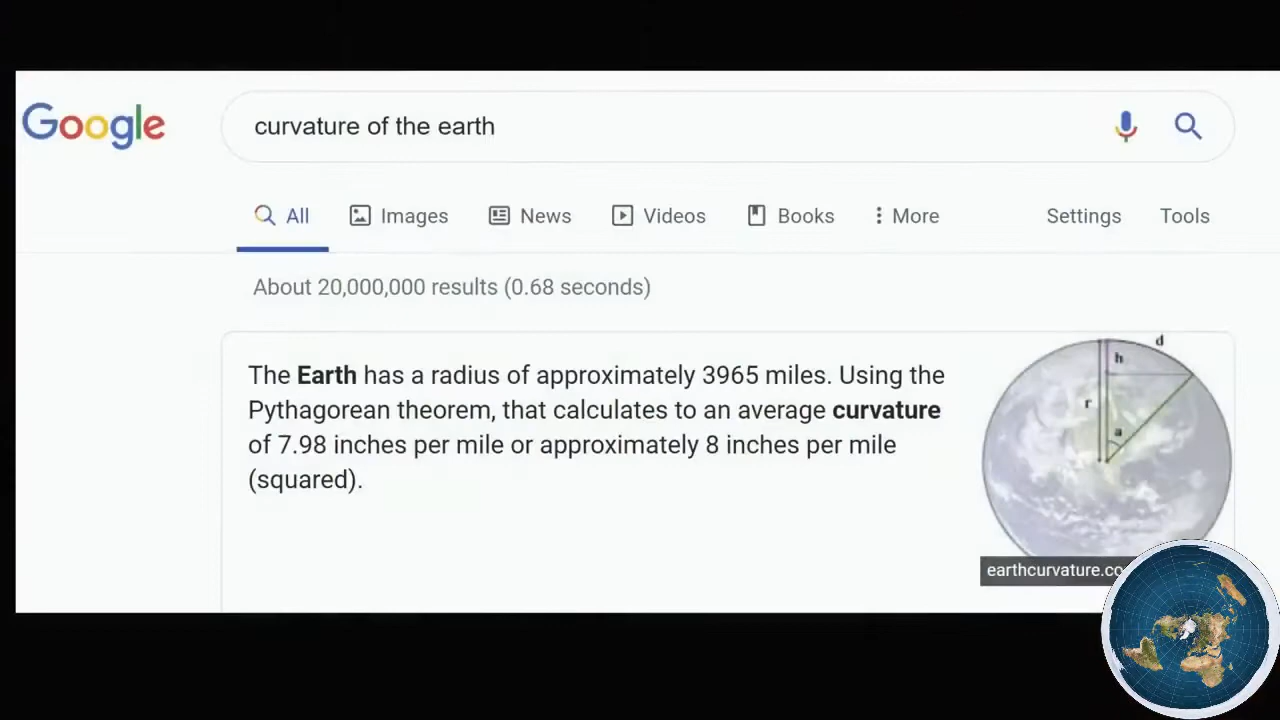 Google
curvature of the earth
All Images News Videos Books More Settings Tools
About 20,000,000 results (0.68 seconds)
The Earth has a radius of approximately 3965 miles. Using the
Pythagorean theorem, that calculates to an average curvature
of 7.98 inches per mile or approximately 8 inches per mile
(squared).
d
h
r
a
earthcurvature.co